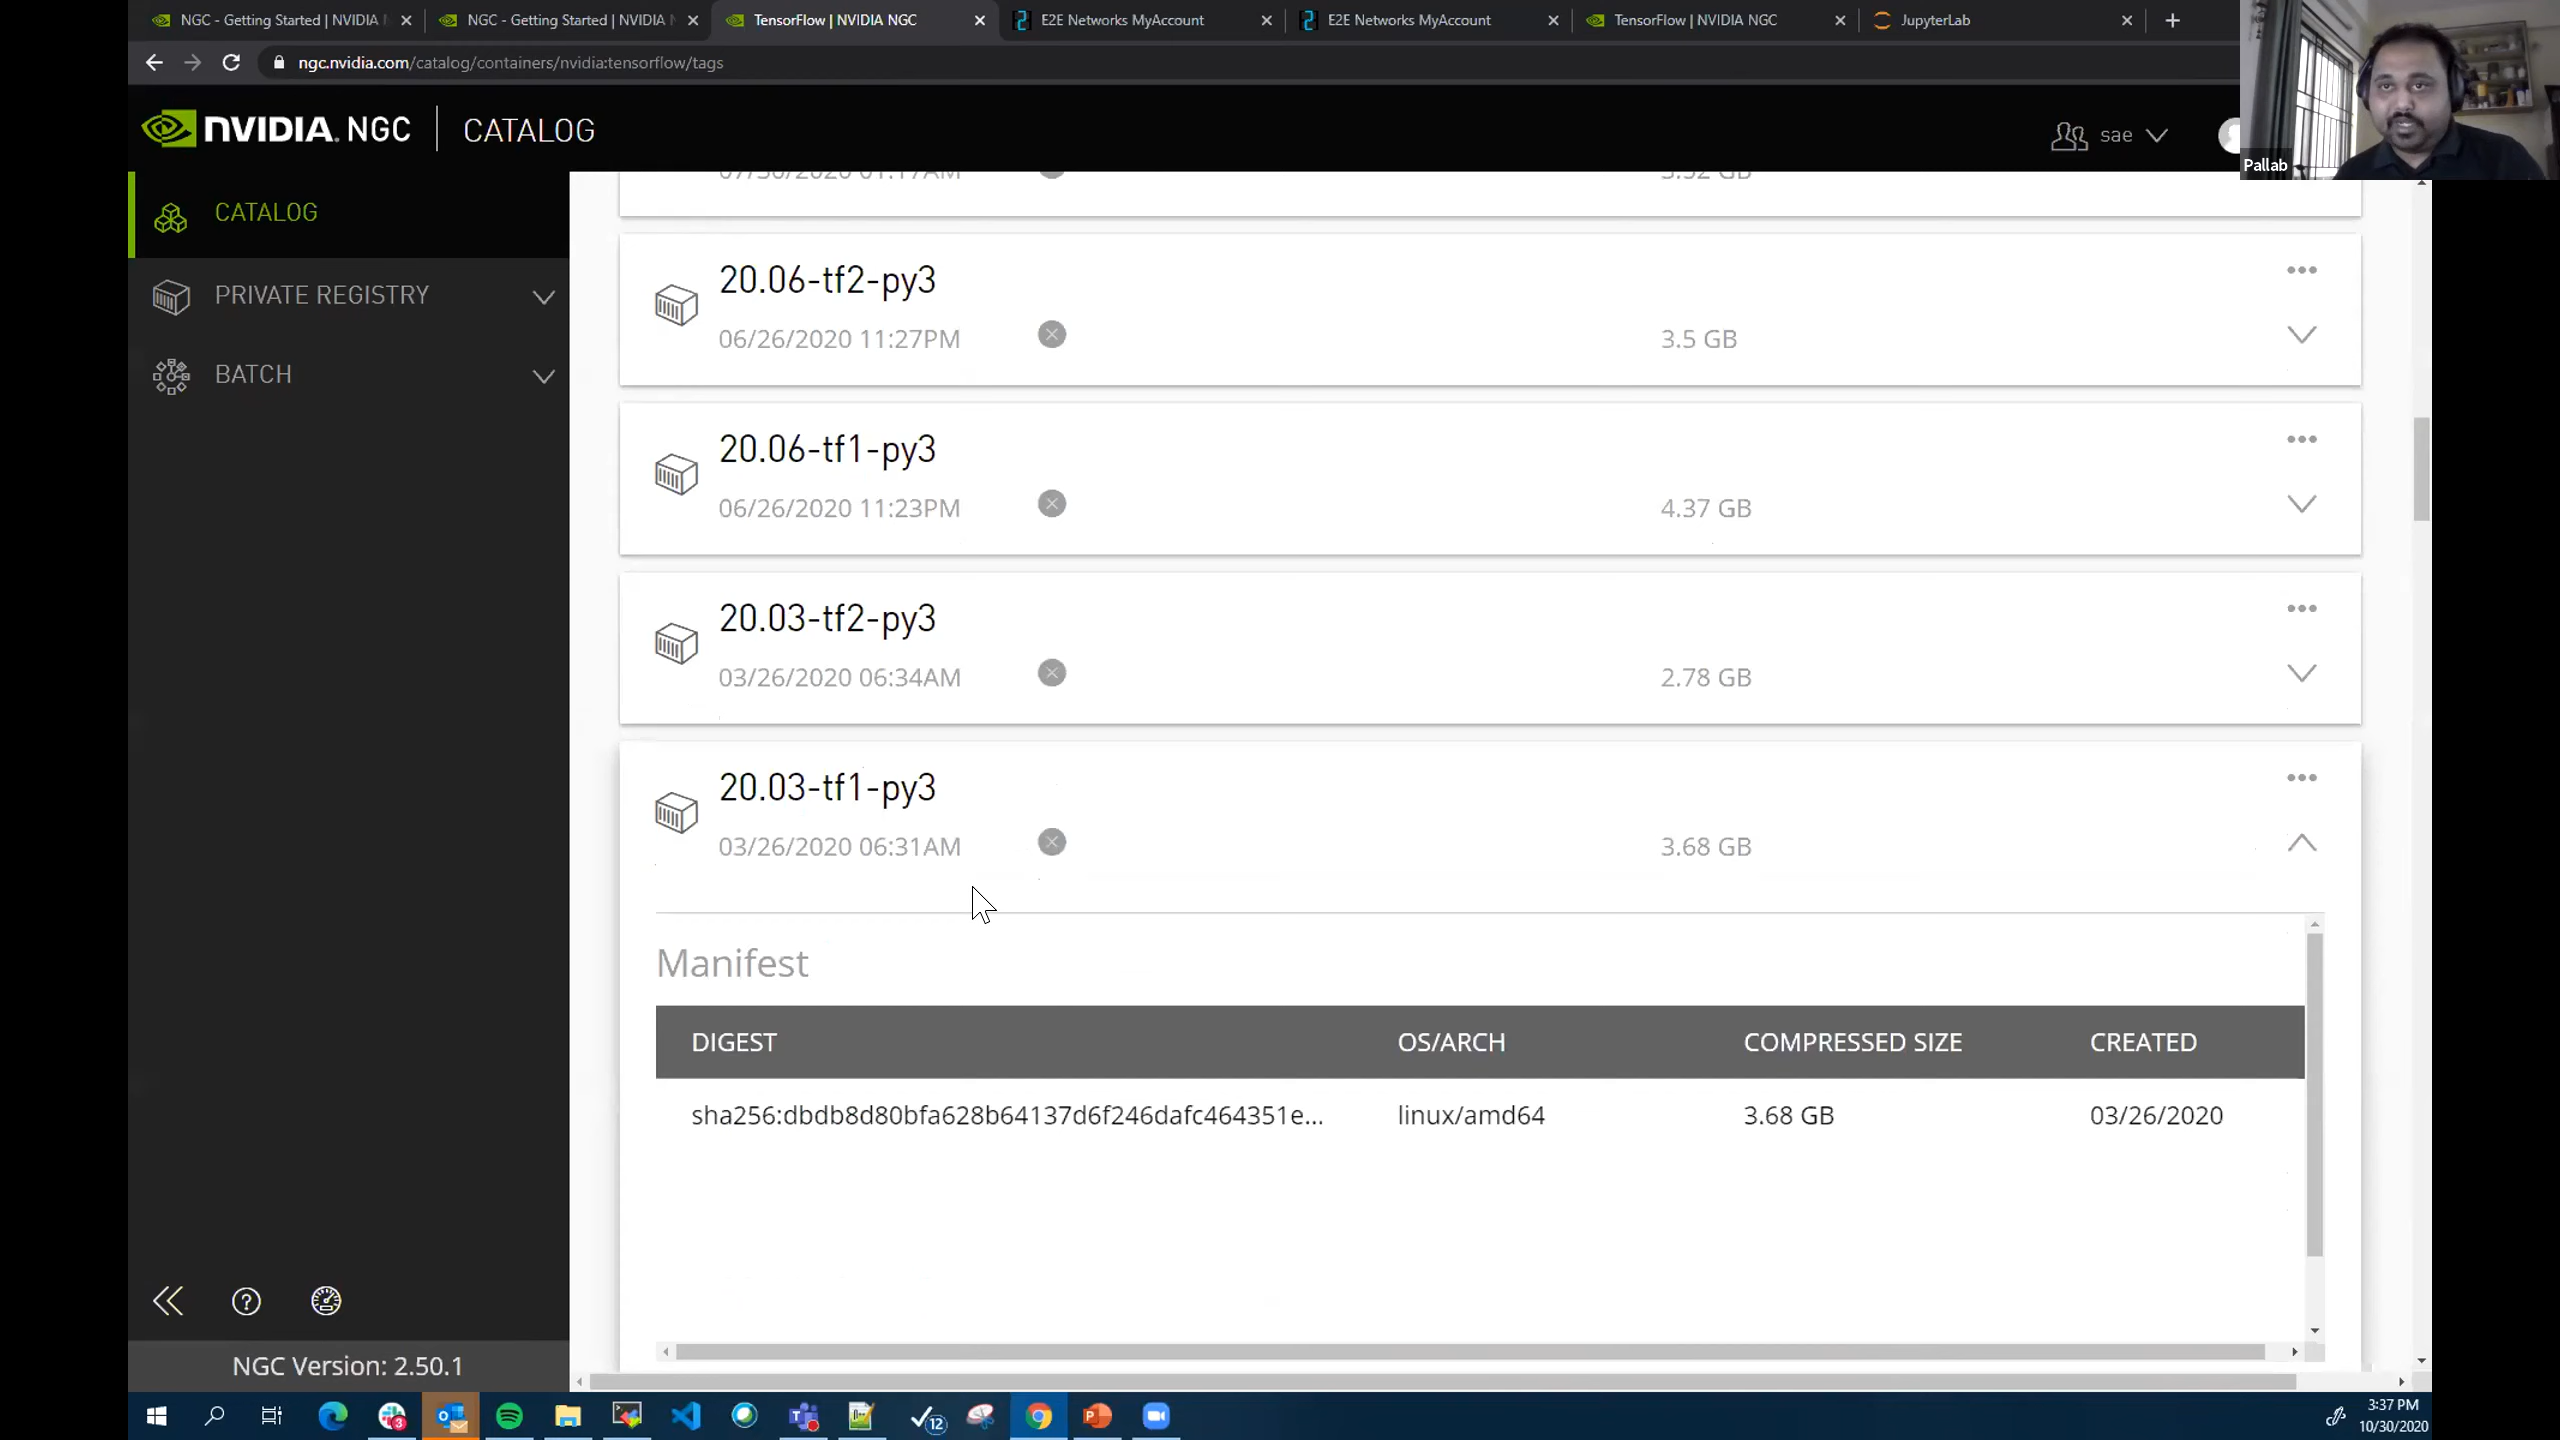 NGC - Getting Started | NVIDIA
NGC - Getting Started | NVIDIA
TensorFlow | NVIDIA NGC
E2E Networks MyAccount
E2E Networks MyAccount
TensorFlow | NVIDIA NGC
JupyterLab
ngc.nvidia.com/catalog/containers/nvidia:tensorflow/tags
NVIDIA. NGC
CATALOG
sae
Pallab
CATALOG
PRIVATE REGISTRY
BATCH
20.06-tf2-py3
06/26/2020 11:27PM
3.5 GB
20.06-tf1-py3
06/26/2020 11:23PM
4.37 GB
20.03-tf2-py3
03/26/2020 06:34AM
2.78 GB
20.03-tf1-py3
03/26/2020 06:31AM
3.68 GB
Manifest
DIGEST OS/ARCH COMPRESSED SIZE CREATED
sha256:dbdb8d80bfa628b64137d6f246dafc464351e... linux/amd64 3.68 GB 03/26/2020
NGC Version: 2.50.1
3
12
3:37 PM
10/30/2020